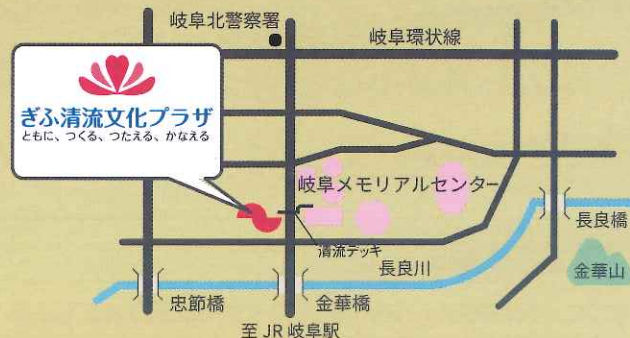 岐阜北警察署
岐阜環状線
ぎふ清流文化プラザ
ともに、つくる、つたえる、かなえる
岐阜メモリアルセンター
清流デッキ
長良橋
長良川
金華山
忠節橋
金華橋
至 JR 岐阜駅